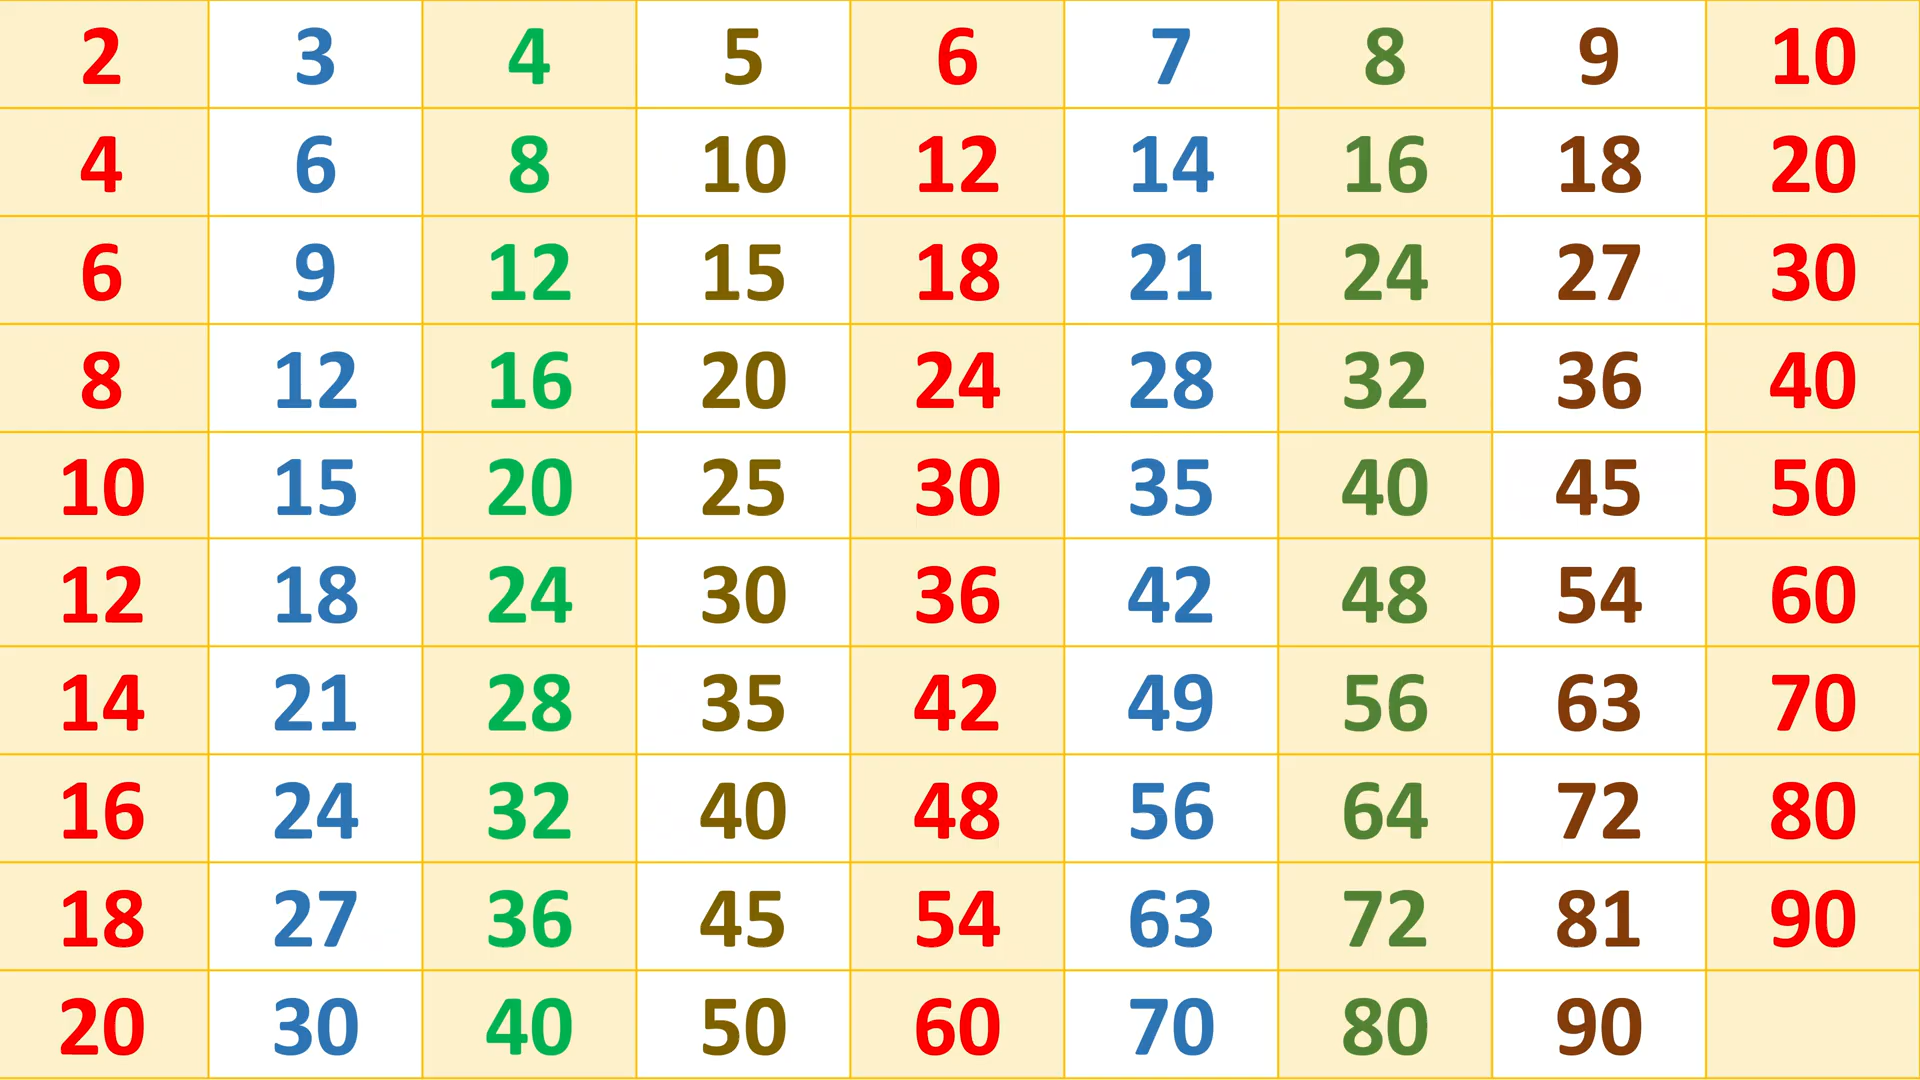 2 3 4 5 6 7 8 9 10
4 6 8 10 12 14 16 18 20
6 9 12 15 18 21 24 27 30
8 12 16 20 24 28 32 36 40
10 15 20 25 30 35 40 45 50
12 18 24 30 36 42 48 54 60
14 21 28 35 42 49 56 63 70
16 24 32 40 48 56 64 72 80
18 27 36 45 54 63 72 81 90
20 30 40 50 60 70 80 90